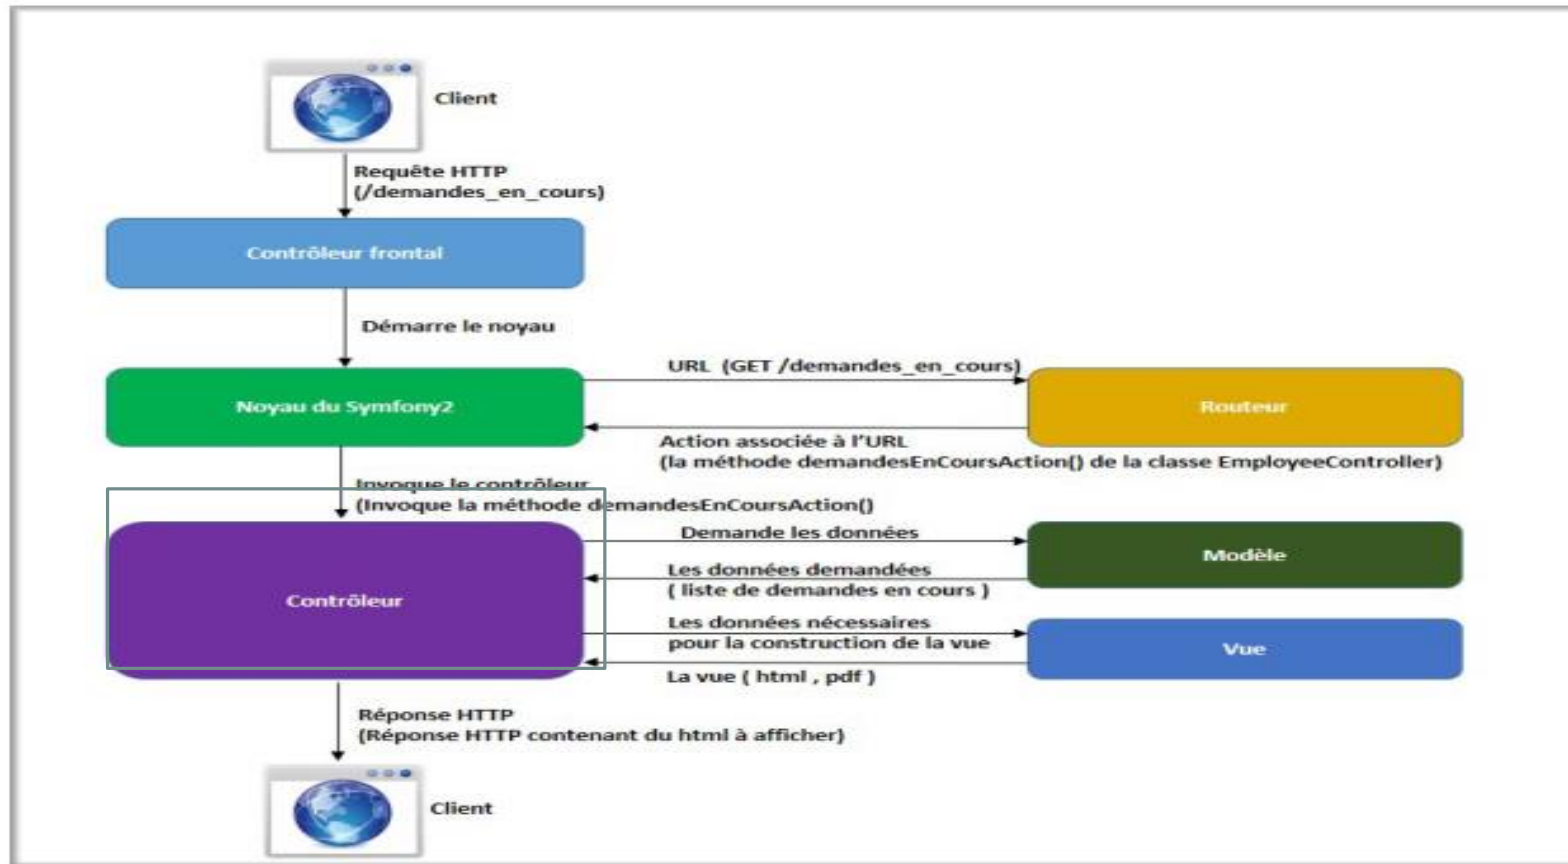 Client
Requête HTTP
(/demandes_en_cours)
Contrôleur frontal
Démarre le noyau
URL (GET /demandes_en_cours)
Noyau du Symfony2
Routeur
Action associée à l'URL
(la méthode demandesEnCoursAction() de la classe EmployeeController)
Invoque le contrôleur
(Invoque la méthode demandesEnCoursAction()
Demande les données
Modèle
Les données demandées
( liste de demandes en cours )
Contrôleur
Les données nécessaires
pour la construction de la vue
Vue
La vue ( html , pdf )
Réponse HTTP
(Réponse HTTP contenant du html à afficher)
Client